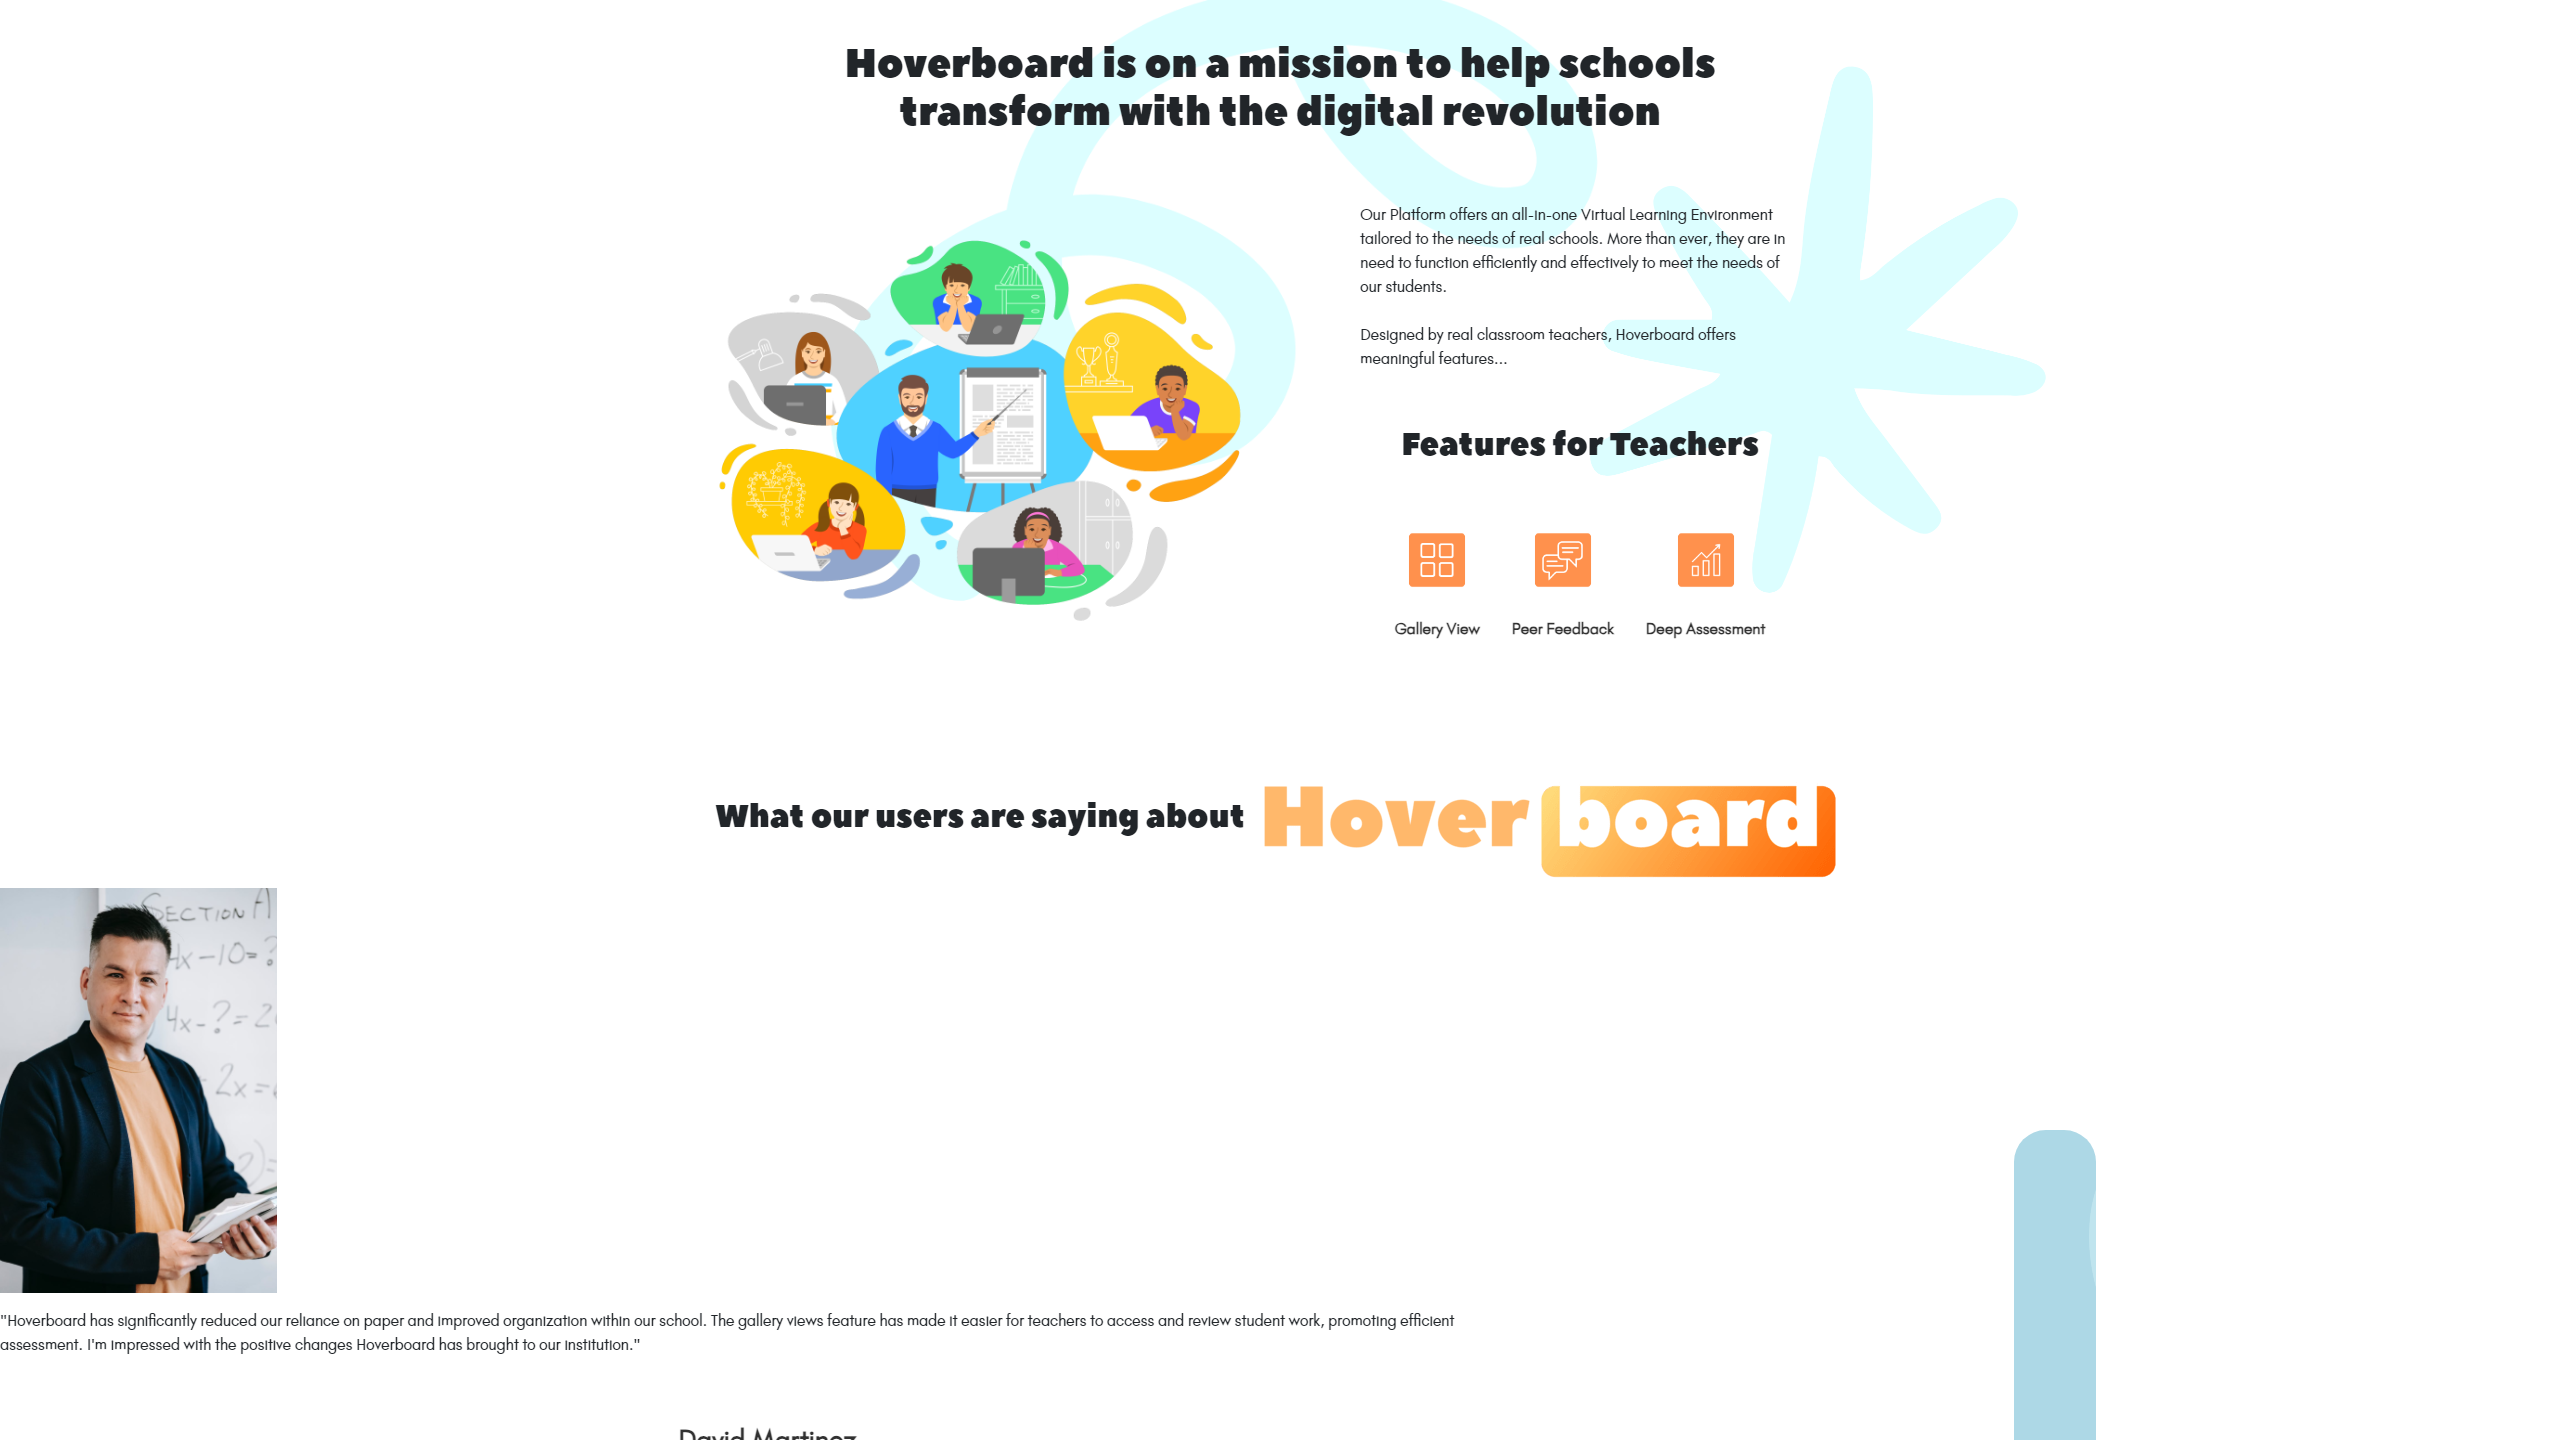 Hoverboard is on a mission to help schools
transform with the digital revolution
Our Platform offers an all-in-one Virtual Learning Environment
tailored to the needs of real schools. More than ever, they are in
need to function efficiently and effectively to meet the needs of
our students.
Designed by real classroom teachers, Hoverboard offers
meaningful features...
Features for Teachers
Gallery View Peer Feedback Deep Assessment
What our users are saying about Hoverboard
SECTION A
4x-10=?
4x-?=2
2x=
"Hoverboard has significantly reduced our reliance on paper and improved organization within our school. The gallery views feature has made it easier for teachers to access and review student work, promoting efficient
assessment. I'm impressed with the positive changes Hoverboard has brought to our institution."
David Martinez